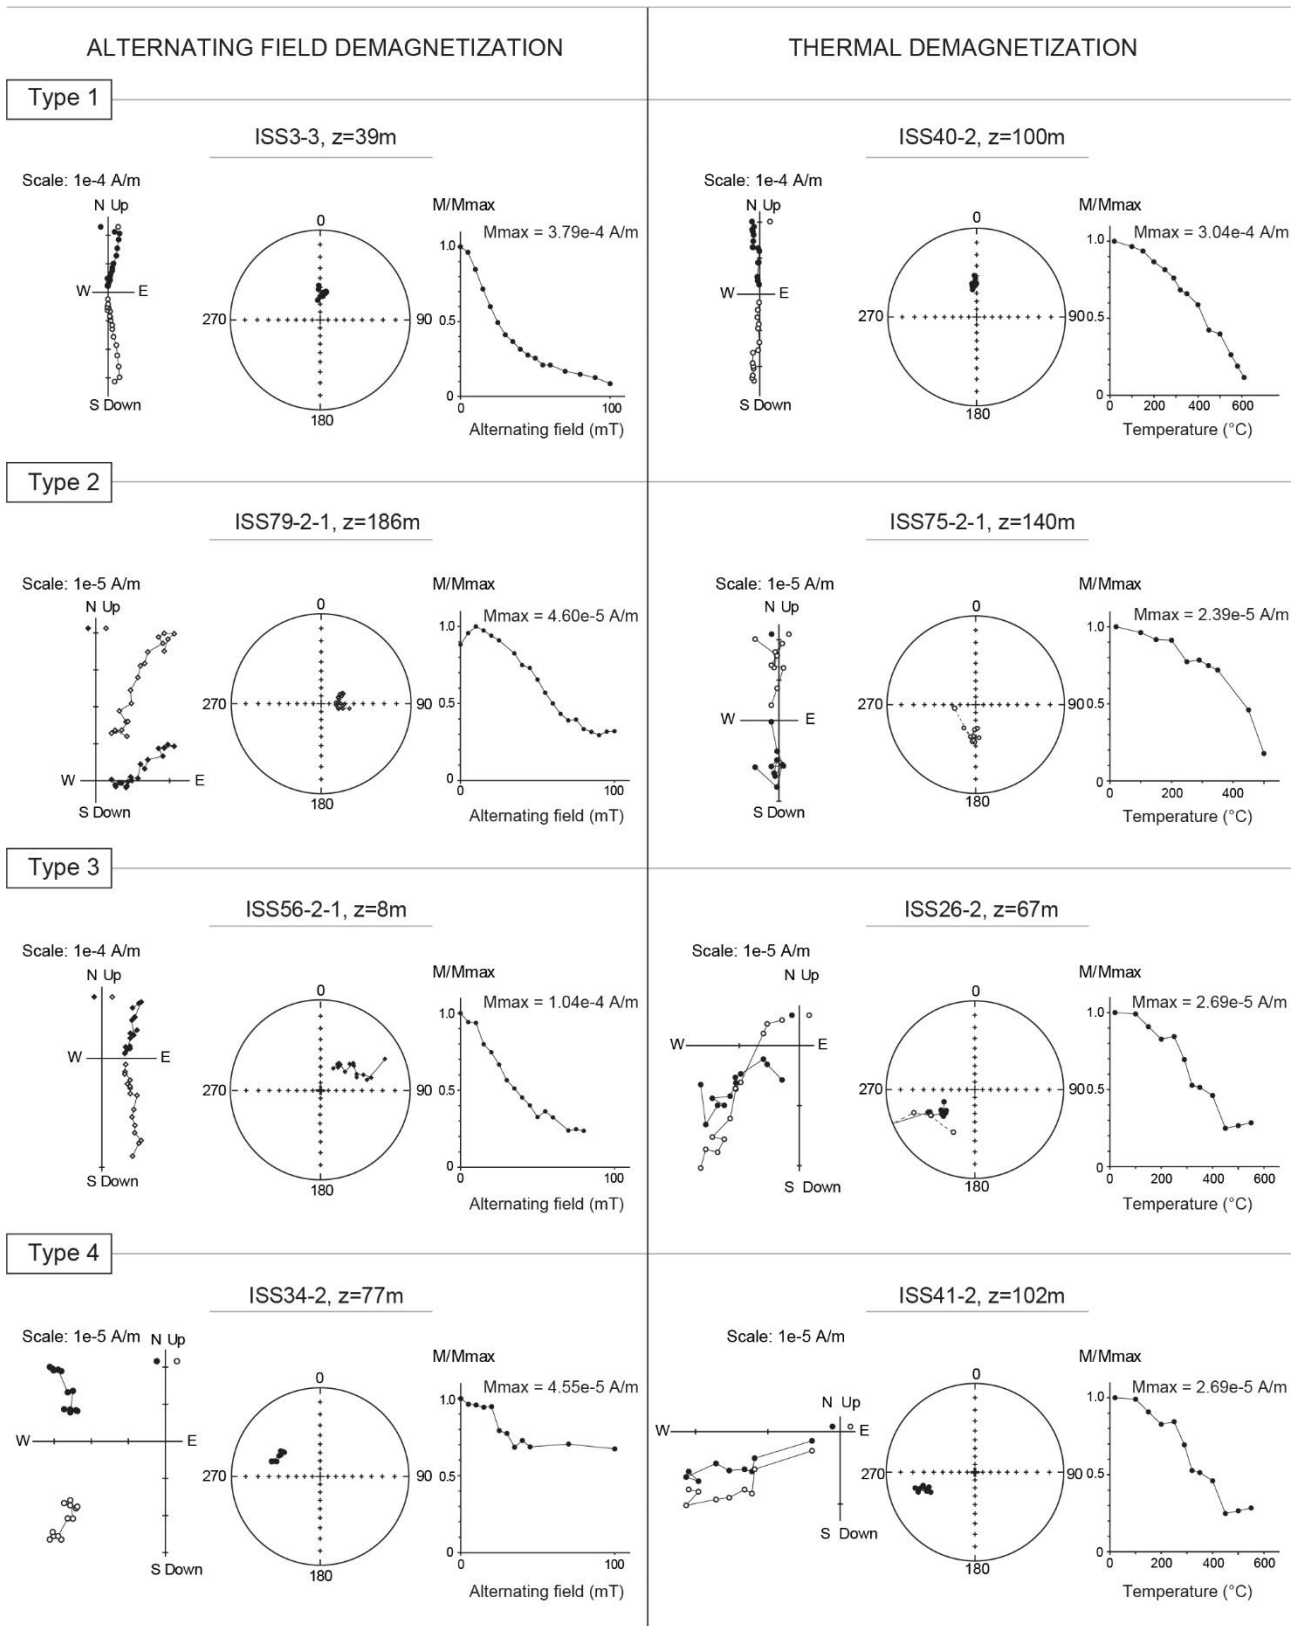 ALTERNATING FIELD DEMAGNETIZATION
THERMAL DEMAGNETIZATION
Type 1
ISS3-3, z=39m
Scale: 1e-4 A/m
N Up
W
E
S Down
0
270
90
180
M/Mmax
Mmax = 3.79e-4 A/m
1.0
0.5
0
0
100
Alternating field (mT)
ISS40-2, z=100m
Scale: 1e-4 A/m
N Up
W
E
S Down
0
270
90
180
M/Mmax
Mmax = 3.04e-4 A/m
1.0
0.5
0
0 200 400 600
Temperature (°C)
Type 2
ISS79-2-1, z=186m
Scale: 1e-5 A/m
N Up
W
E
S Down
0
270
90
180
M/Mmax
Mmax = 4.60e-5 A/m
1.0
0.5
0
0
100
Alternating field (mT)
ISS75-2-1, z=140m
Scale: 1e-5 A/m
N Up
W
E
S Down
0
270
90
180
M/Mmax
Mmax = 2.39e-5 A/m
1.0
0.5
0
0 200 400
Temperature (°C)
Type 3
ISS56-2-1, z=8m
Scale: 1e-4 A/m
N Up
W
E
S Down
0
270
90
180
M/Mmax
Mmax = 1.04e-4 A/m
1.0
0.5
0
0
100
Alternating field (mT)
ISS26-2, z=67m
Scale: 1e-5 A/m
N Up
W
E
S Down
0
270
90
180
M/Mmax
Mmax = 2.69e-5 A/m
1.0
0.5
0
0 200 400 600
Temperature (°C)
Type 4
ISS34-2, z=77m
Scale: 1e-5 A/m
N Up
W
E
S Down
0
270
90
180
M/Mmax
Mmax = 4.55e-5 A/m
1.0
0.5
0
0
100
Alternating field (mT)
ISS41-2, z=102m
Scale: 1e-5 A/m
N Up
W
E
S Down
0
270
90
180
M/Mmax
Mmax = 2.69e-5 A/m
1.0
0.5
0
0 200 400 600
Temperature (°C)